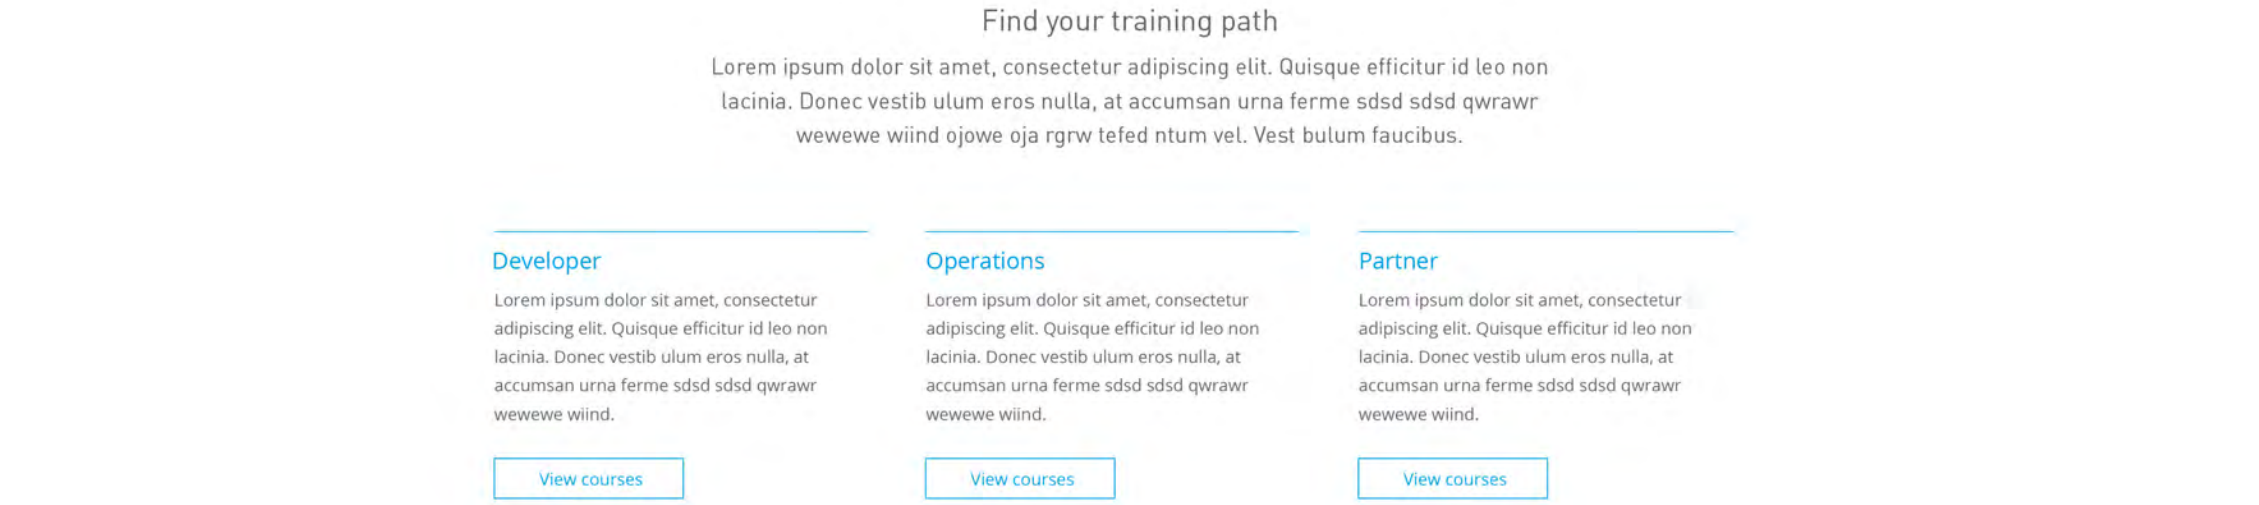 Find your training path
Lorem ipsum dolor sit amet, consectetur adipiscing elit. Quisque efficitur id leo non
lacinia. Donec vestib ulum eros nulla, at accumsan urna ferme sdsd sdsd qwrawr
wewewe wiind ojowe oja rgrw tefed ntum vel. Vest bulum faucibus.
Developer
Lorem ipsum dolor sit amet, consectetur
adipiscing elit. Quisque efficitur id leo non
lacinia. Donec vestib ulum eros nulla, at
accumsan urna ferme sdsd sdsd qwrawr
wewewe wiind.
View courses
Operations
Lorem ipsum dolor sit amet, consectetur
adipiscing elit. Quisque efficitur id leo non
lacinia. Donec vestib ulum eros nulla, at
accumsan urna ferme sdsd sdsd qwrawr
wewewe wiind.
View courses
Partner
Lorem ipsum dolor sit amet, consectetur
adipiscing elit. Quisque efficitur id leo non
lacinia. Donec vestib ulum eros nulla, at
accumsan urna ferme sdsd sdsd qwrawr
wewewe wiind.
View courses